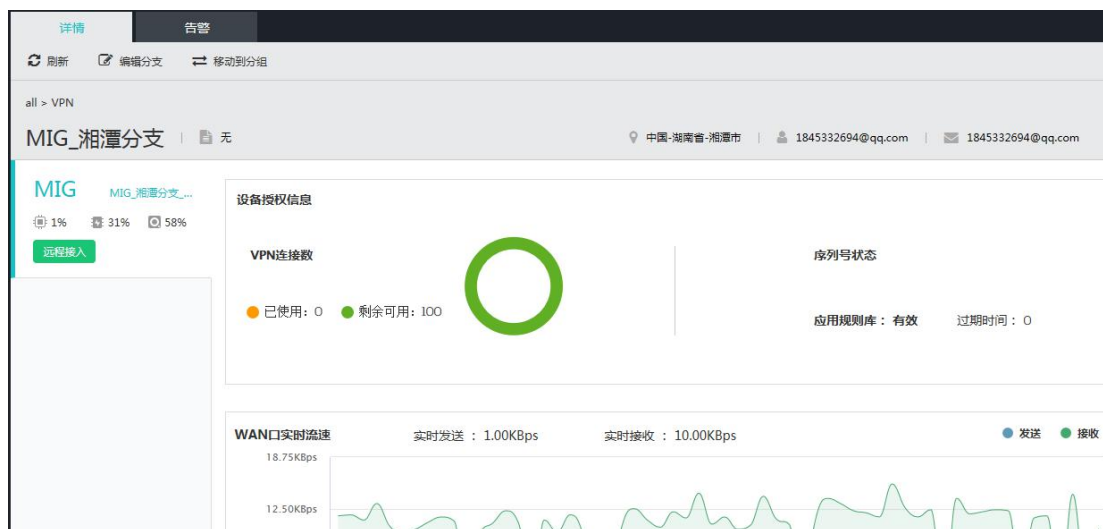 详情 告警
刷新 编辑分支 移动到分组
all > VPN
MIG_湘潭分支 无 中国-湖南省-湘潭市 1845332694@qq.com 1845332694@qq.com
MIG MIG_湘潭分支_...
1% 31% 58%
远程接入
设备授权信息
VPN连接数 序列号状态
已使用：0 剩余可用：100
应用规则库：有效 过期时间：0
WAN口实时流速 实时发送：1.00KBps 实时接收：10.00KBps 发送 接收
18.75KBps
12.50KBps